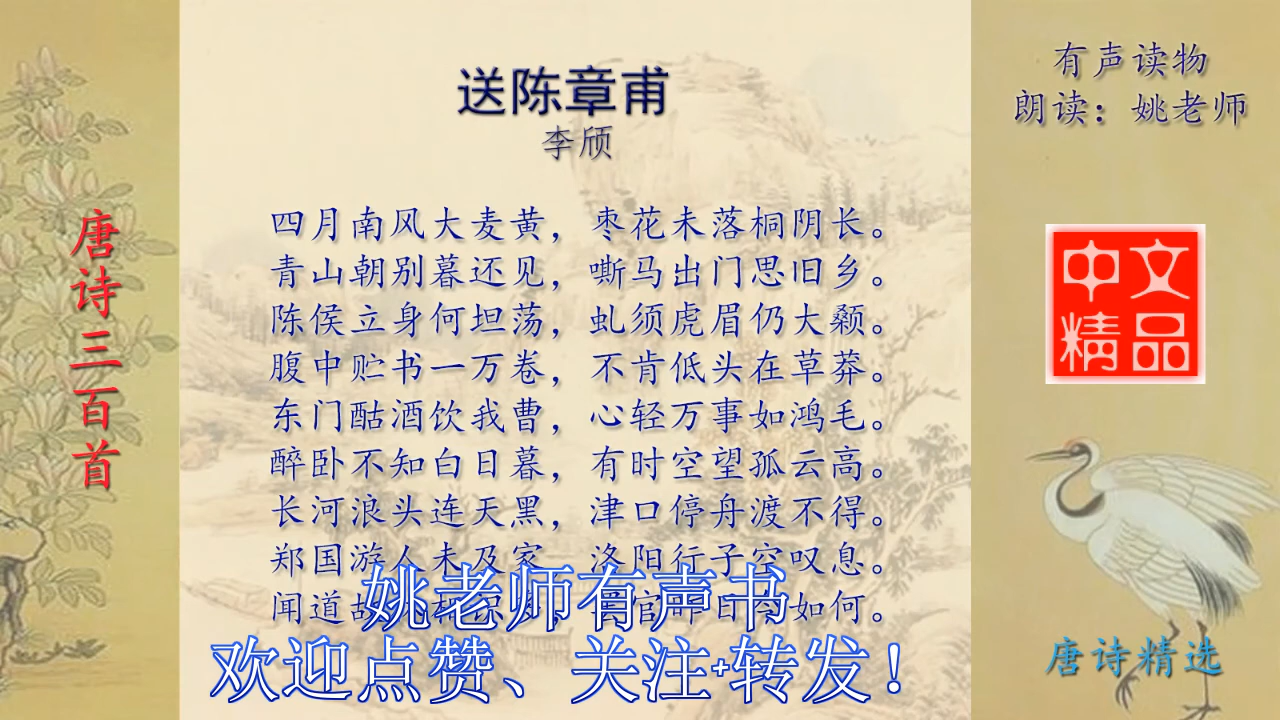 送陈章甫
李颀
四月南风大麦黄，枣花未落桐阴长。
青山朝别暮还见，嘶马出门思旧乡。
陈侯立身何坦荡，虬须虎眉仍大颡。
腹中贮书一万卷，不肯低头在草莽。
东门酤酒饮我曹，心轻万事如鸿毛。
醉卧不知白日暮，有时空望孤云高。
长河浪头连天黑，津口停舟渡不得。
郑国游人未及家，洛阳行子空叹息。
闻道故 如何。
姚老师有声书
欢迎点赞、关注+转发！
唐诗三百首
有声读物
朗读：姚老师
中文
精品
唐诗精选